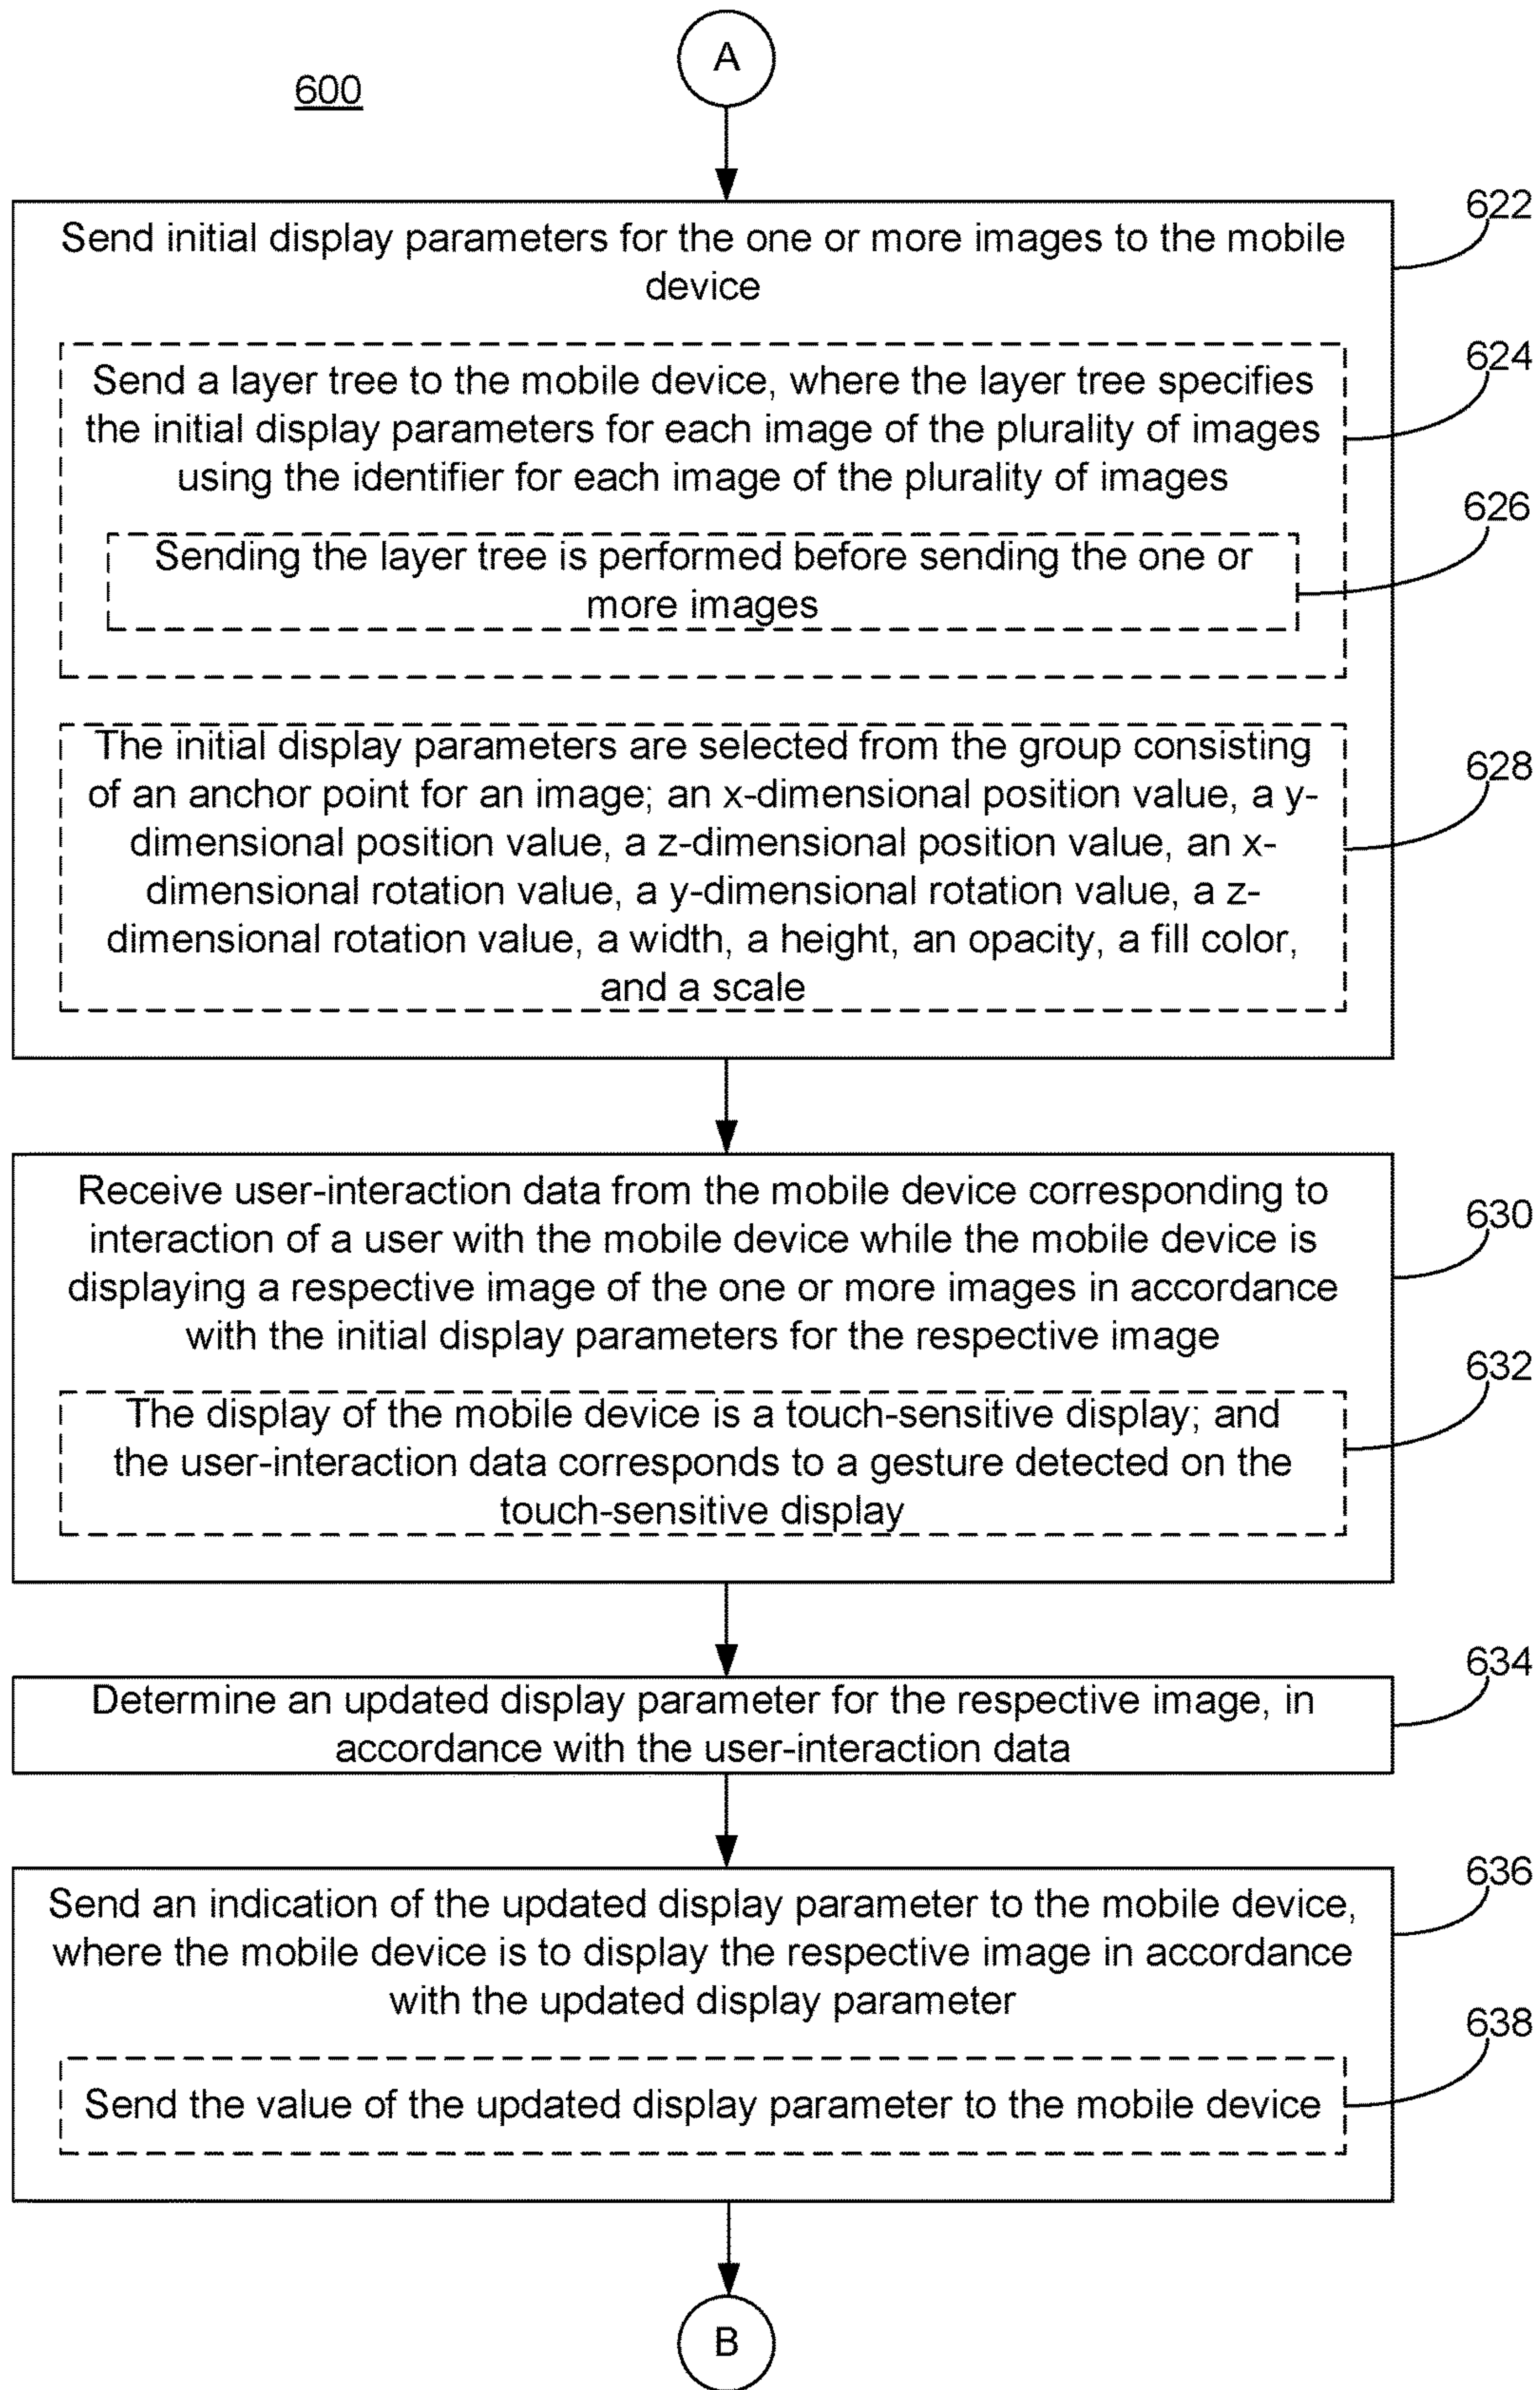 A
600
622
Send initial display parameters for the one or more images to the mobile
device
624
Send a layer tree to the mobile device, where the layer tree specifies
the initial display parameters for each image of the plurality of images
using the identifier for each image of the plurality of images
626
Sending the layer tree is performed before sending the one or
more images
628
The initial display parameters are selected from the group consisting
of an anchor point for an image; an x-dimensional position value, a y-
dimensional position value, a z-dimensional position value, an x-
dimensional rotation value, a y-dimensional rotation value, a z-
dimensional rotation value, a width, a height, an opacity, a fill color,
and a scale
630
Receive user-interaction data from the mobile device corresponding to
interaction of a user with the mobile device while the mobile device is
displaying a respective image of the one or more images in accordance
with the initial display parameters for the respective image
632
The display of the mobile device is a touch-sensitive display; and
the user-interaction data corresponds to a gesture detected on the
touch-sensitive display
634
Determine an updated display parameter for the respective image, in
accordance with the user-interaction data
636
Send an indication of the updated display parameter to the mobile device,
where the mobile device is to display the respective image in accordance
with the updated display parameter
638
Send the value of the updated display parameter to the mobile device
B